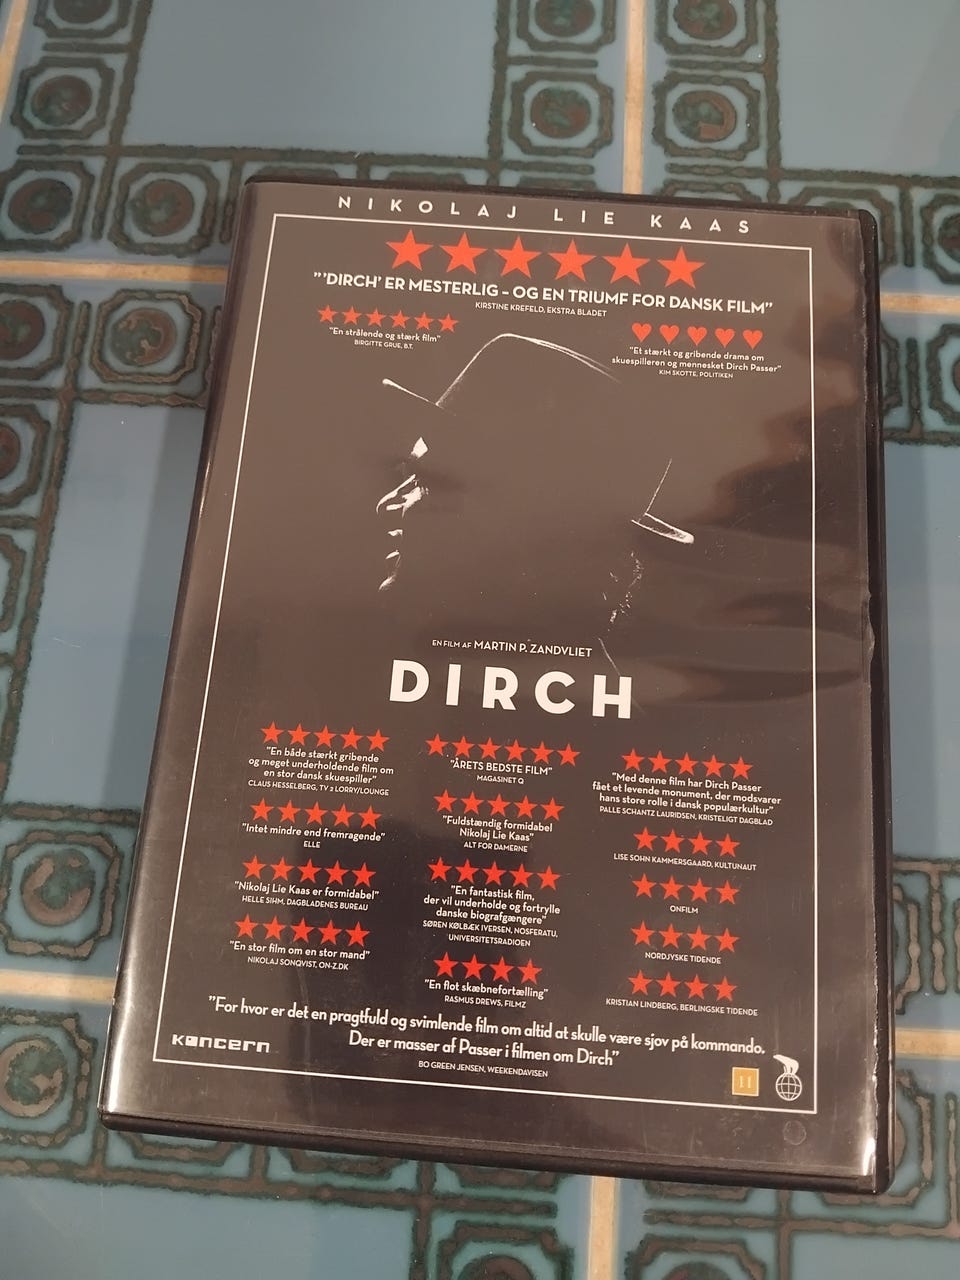 NIKOLAJ LIE KAAS
"'DIRCH' ER MESTERLIG – OG EN TRIUMF FOR DANSK FILM"
KIRSTINE KREFELD, EKSTRA BLADET
"En strålende og stærk film"
BIRGITTE GRUE, B.T.
"Et stærkt og gribende drama om
skuespilleren og mennesket Dirch Passer"
KIM SKOTTE, POLITIKEN
EN FILM AF MARTIN P. ZANDVLIET
DIRCH
"En både stærkt gribende
og meget underholdende film om
en stor dansk skuespiller"
CLAUS HESSELBERG, TV 2 LORRY/LOUNGE
"Intet mindre end fremragende"
ELLE
"Nikolaj Lie Kaas er formidabel"
HELLE SIHM, DAGBLADENES BUREAU
"En stor film om en stor mand"
NIKOLAJ SONQVIST, ON-Z.DK
"ÅRETS BEDSTE FILM"
MAGASINET Q
"Fuldstændig formidabel
Nikolaj Lie Kaas"
ALT FOR DAMERNE
"En fantastisk film,
der vil underholde og fortrylle
danske biografgængere"
SØREN KØLBÆK IVERSEN, NOSFERATU,
UNIVERSITETSRADIOEN
"En flot skæbnefortælling"
RASMUS DREWS, FILMZ
"Med denne film har Dirch Passer
fået et levende monument, der modsvarer
hans store rolle i dansk populærkultur"
PALLE SCHANTZ LAURIDSEN, KRISTELIGT DAGBLAD
LISE SOHN KAMMERSGAARD, KULTUNAUT
ONFILM
NORDJYSKE TIDENDE
KRISTIAN LINDBERG, BERLINGSKE TIDENDE
"For hvor er det en pragtfuld og svimlende film om altid at skulle være sjov på kommando.
Der er masser af Passer i filmen om Dirch"
BO GREEN JENSEN, WEEKENDAVISEN
koncern
11